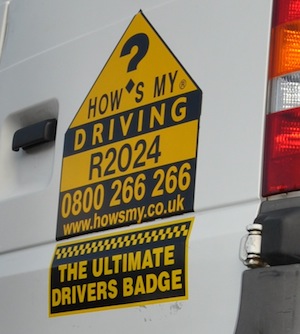 ?
HOW'S MY®
DRIVING
R2024
0800 266 266
www.howsmy.co.uk
THE ULTIMATE
DRIVERS BADGE